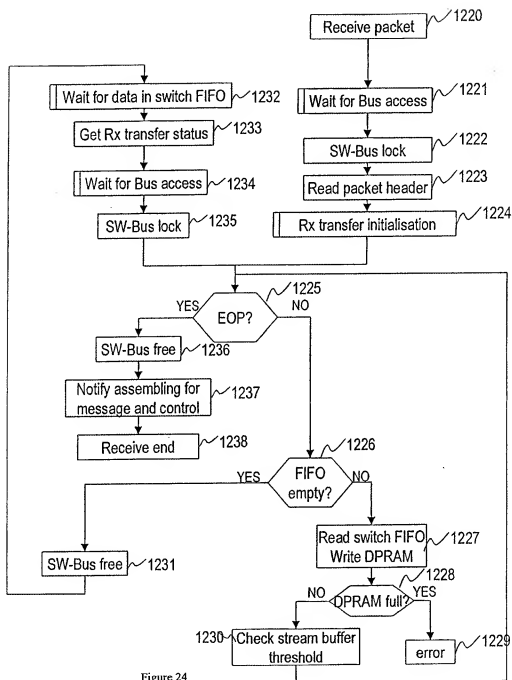 Receive packet
1220
Wait for data in switch FIFO
1232
Wait for Bus access
1221
Get Rx transfer status
1233
SW-Bus lock
1222
Wait for Bus access
1234
Read packet header
1223
SW-Bus lock
1235
Rx transfer initialisation
1224
1225
YES
EOP?
NO
SW-Bus free
1236
Notify assembling for
message and control
1237
Receive end
1238
1226
YES
FIFO
empty?
NO
Read switch FIFO
Write DPRAM
1227
SW-Bus free
1231
1228
NO
DPRAM full?
YES
1230
Check stream buffer
threshold
error
1229
Figure 24